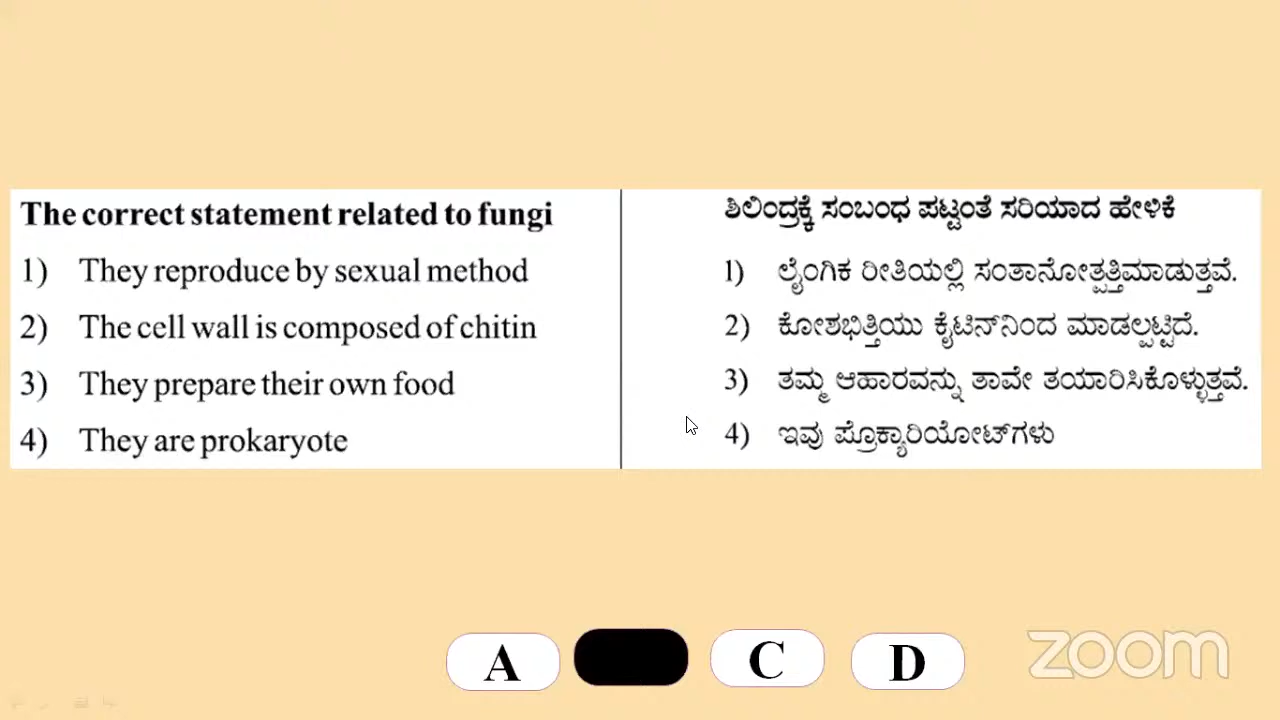 The correct statement related to fungi
1) They reproduce by sexual method
2) The cell wall is composed of chitin
3) They prepare their own food
4) They are prokaryote
ಶಿಲಿಂದ್ರಕ್ಕೆ ಸಂಬಂಧ ಪಟ್ಟಂತೆ ಸರಿಯಾದ ಹೇಳಿಕೆ
1) ಲೈಂಗಿಕ ರೀತಿಯಲ್ಲಿ ಸಂತಾನೋತ್ಪತ್ತಿಮಾಡುತ್ತವೆ.
2) ಕೋಶಭಿತ್ತಿಯು ಕೈಟಿನ್‌ನಿಂದ ಮಾಡಲ್ಪಟ್ಟಿದೆ.
3) ತಮ್ಮ ಆಹಾರವನ್ನು ತಾವೇ ತಯಾರಿಸಿಕೊಳ್ಳುತ್ತವೆ.
4) ಇವು ಪ್ರೊಕ್ಯಾರಿಯೋಟ್‌ಗಳು
A C D
zoom